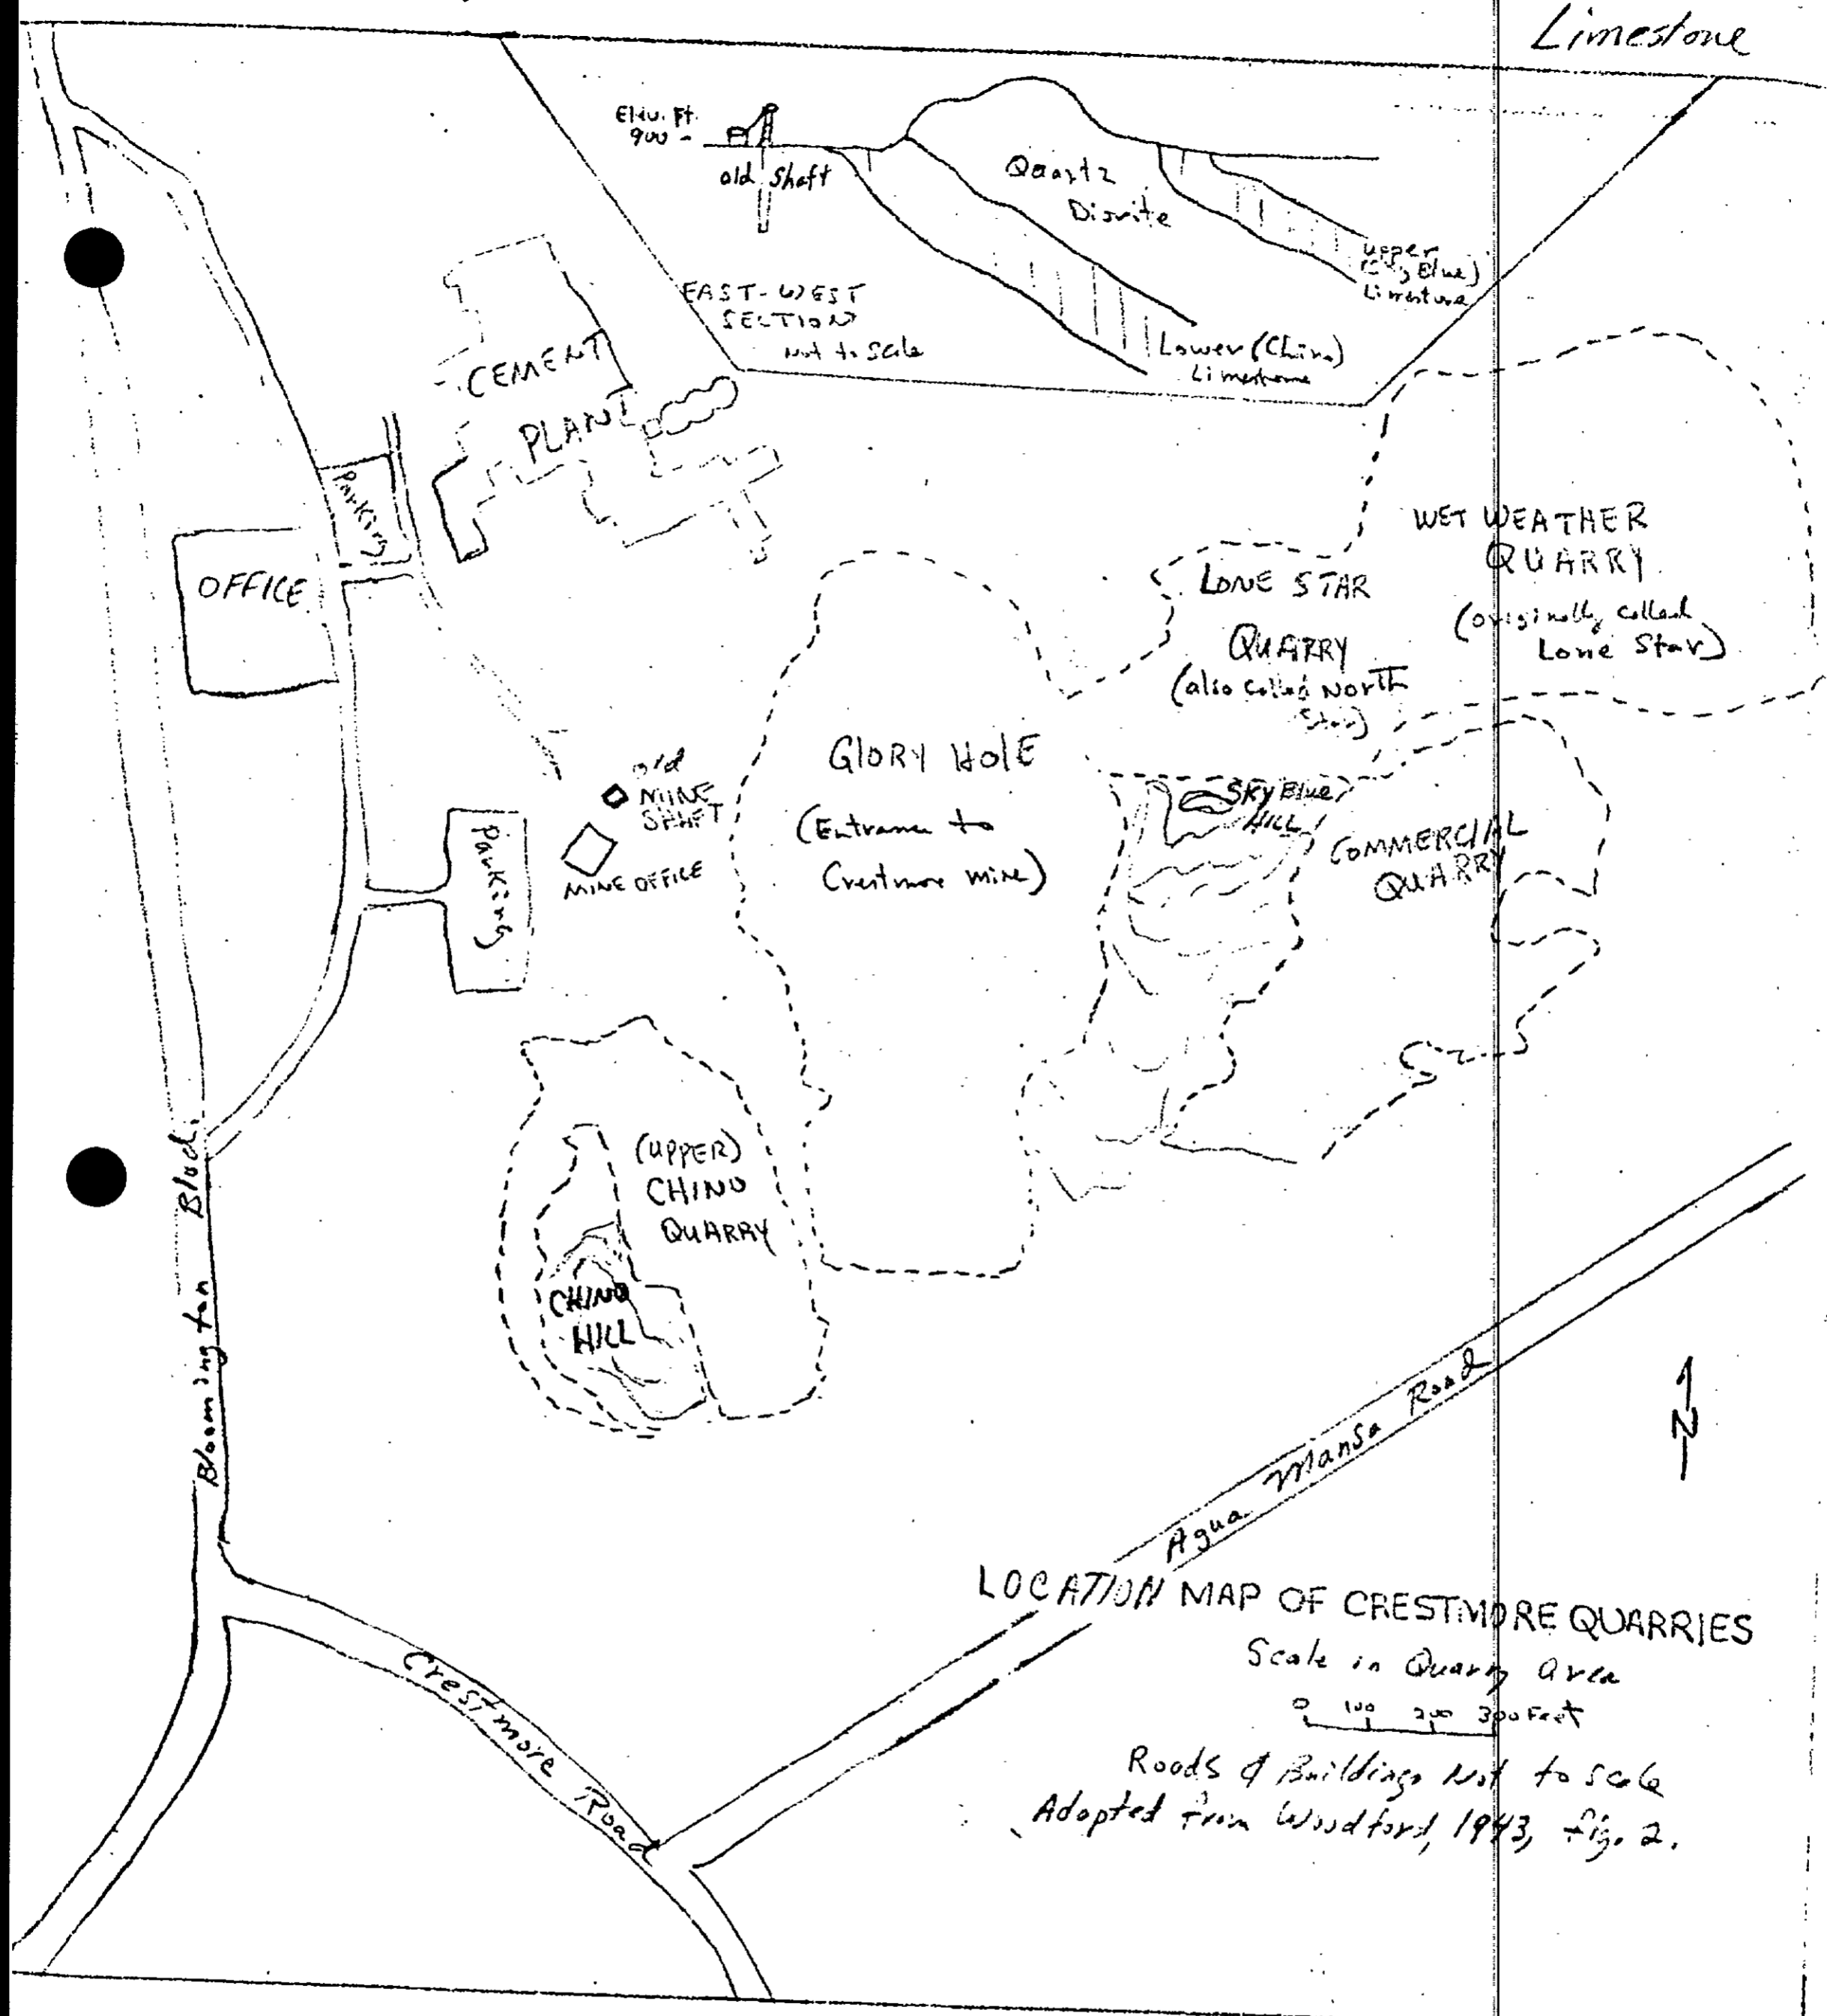 Limestone
Elev. Ft.
900 -
old Shaft
Quartz
Diorite
upper
(Sky Blue)
Limestone
EAST-WEST
SECTION
Not to Scale
Lower (Chino)
Limestone
CEMENT
PLANT
Parking
OFFICE
WET WEATHER
QUARRY
(originally called
Lone Star)
LONE STAR
QUARRY
(also called North
Star)
GLORY HOLE
(Entrance to
Crestmore mine)
old
MINE
SHAFT
MINE OFFICE
Parking
SKY Blue
HILL
COMMERCIAL
QUARRY
(UPPER)
CHINO
QUARRY
CHINO
HILL
Bloomington Blvd.
Agua Mansa Road
N
Crestmore Road
LOCATION MAP OF CRESTMORE QUARRIES
Scale in Quarry Area
0 100 200 300 Feet
Roads & Buildings Not to Scale
Adapted from Woodford, 1943, fig. 2.